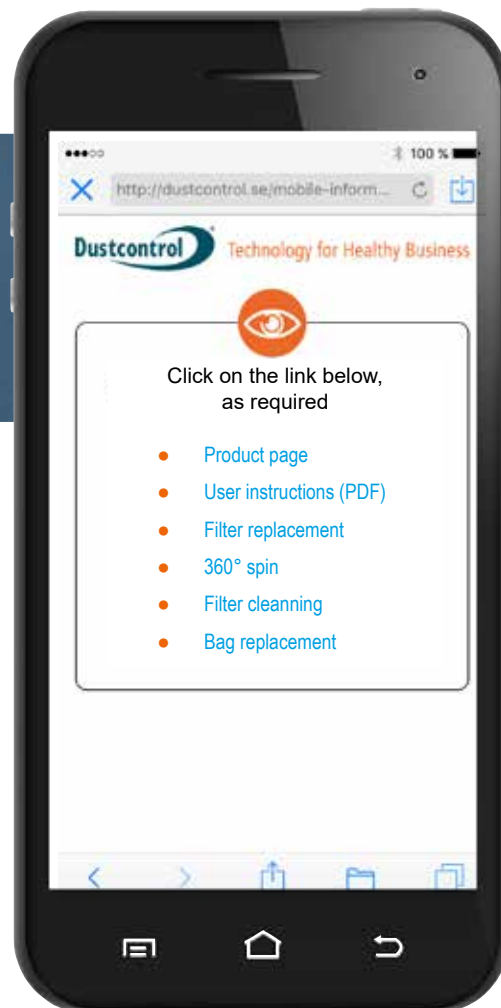 100 %
http://dustcontrol.se/mobile-inform...
Dustcontrol Technology for Healthy Business
Click on the link below,
as required
Product page
User instructions (PDF)
Filter replacement
360° spin
Filter cleanning
Bag replacement